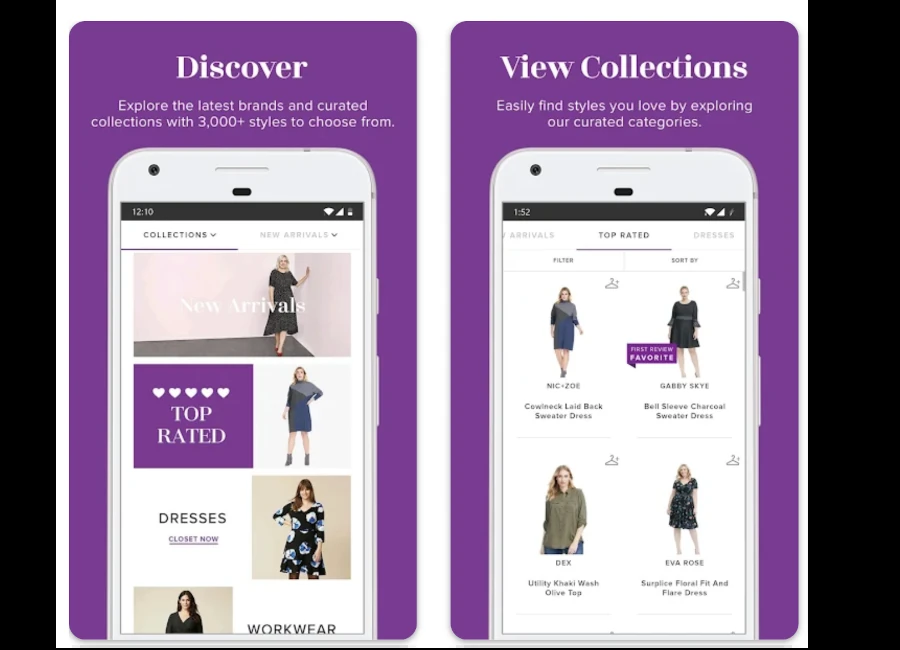 Discover
Explore the latest brands and curated
collections with 3,000+ styles to choose from.
12:10
COLLECTIONS
NEW ARRIVALS
New Arrivals
TOP
RATED
DRESSES
CLOSET NOW
WORKWEAR
View Collections
Easily find styles you love by exploring
our curated categories.
1:52
ARRIVALS
TOP RATED
DRESSES
FILTER
SORT BY
FIRST REVIEW
FAVORITE
NIC+ZOE
Cowlneck Laid Back
Sweater Dress
GABBY SKYE
Bell Sleeve Charcoal
Sweater Dress
DEX
Utility Khaki Wash
Olive Top
EVA ROSE
Surplice Floral Fit And
Flare Dress